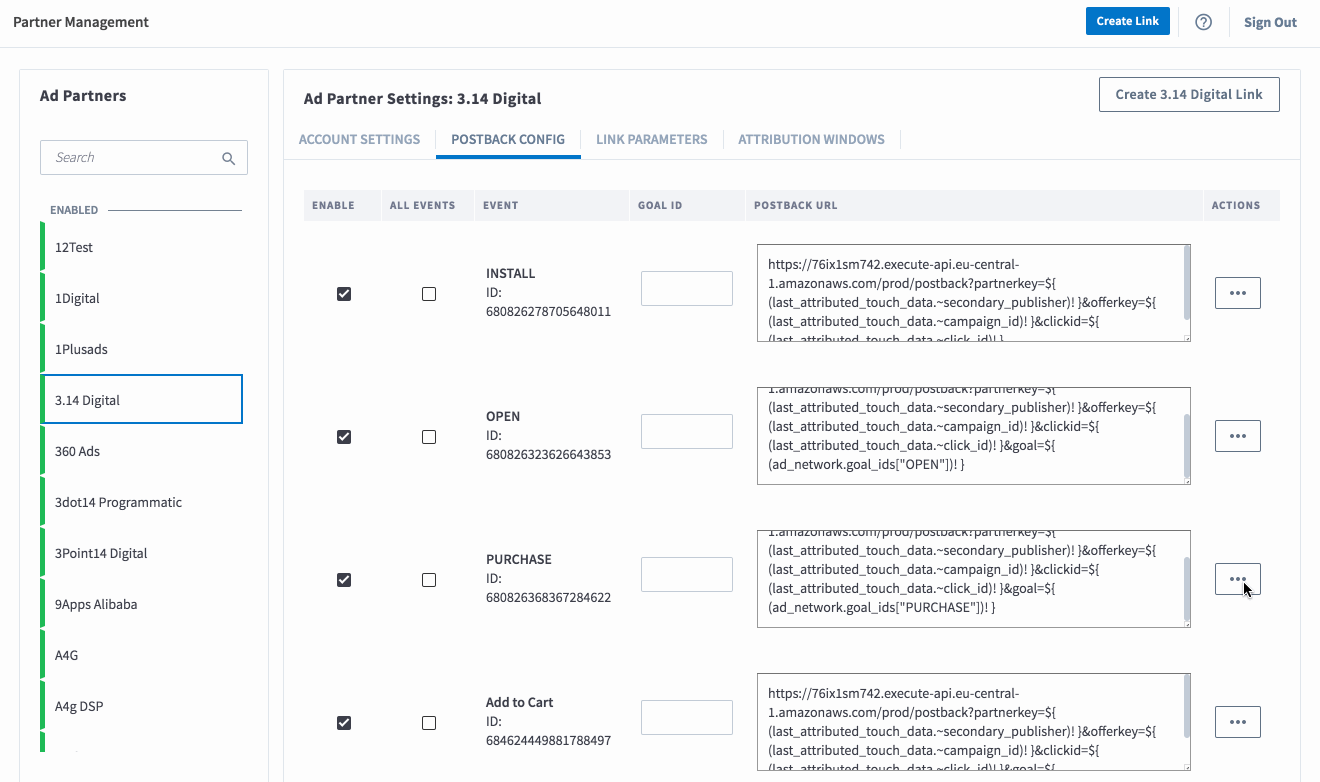 Partner Management
Create Link
Sign Out
Ad Partners
Search
ENABLED
12Test
1Digital
1Plusads
3.14 Digital
360 Ads
3dot14 Programmatic
3Point14 Digital
9Apps Alibaba
A4G
A4g DSP
Ad Partner Settings: 3.14 Digital
Create 3.14 Digital Link
ACCOUNT SETTINGS
POSTBACK CONFIG
LINK PARAMETERS
ATTRIBUTION WINDOWS
ENABLE
ALL EVENTS
EVENT
GOAL ID
POSTBACK URL
ACTIONS
INSTALL
ID:
680826278705648011
https://76ix1sm742.execute-api.eu-central-
1.amazonaws.com/prod/postback?partnerkey=${
(last_attributed_touch_data.~secondary_publisher)! }&offerkey=${
(last_attributed_touch_data.~campaign_id)! }&clickid=${
(last_attributed_touch_data.~click_id)! }
OPEN
ID:
680826323626643853
1.amazonaws.com/prod/postback?partnerkey=${
(last_attributed_touch_data.~secondary_publisher)! }&offerkey=${
(last_attributed_touch_data.~campaign_id)! }&clickid=${
(last_attributed_touch_data.~click_id)! }&goal=${
(ad_network.goal_ids["OPEN"])! }
PURCHASE
ID:
680826368367284622
1.amazonaws.com/prod/postback?partnerkey=${
(last_attributed_touch_data.~secondary_publisher)! }&offerkey=${
(last_attributed_touch_data.~campaign_id)! }&clickid=${
(last_attributed_touch_data.~click_id)! }&goal=${
(ad_network.goal_ids["PURCHASE"])! }
Add to Cart
ID:
684624449881788497
https://76ix1sm742.execute-api.eu-central-
1.amazonaws.com/prod/postback?partnerkey=${
(last_attributed_touch_data.~secondary_publisher)! }&offerkey=${
(last_attributed_touch_data.~campaign_id)! }&clickid=${
(last_attributed_touch_data.~click_id)! }&goal=${